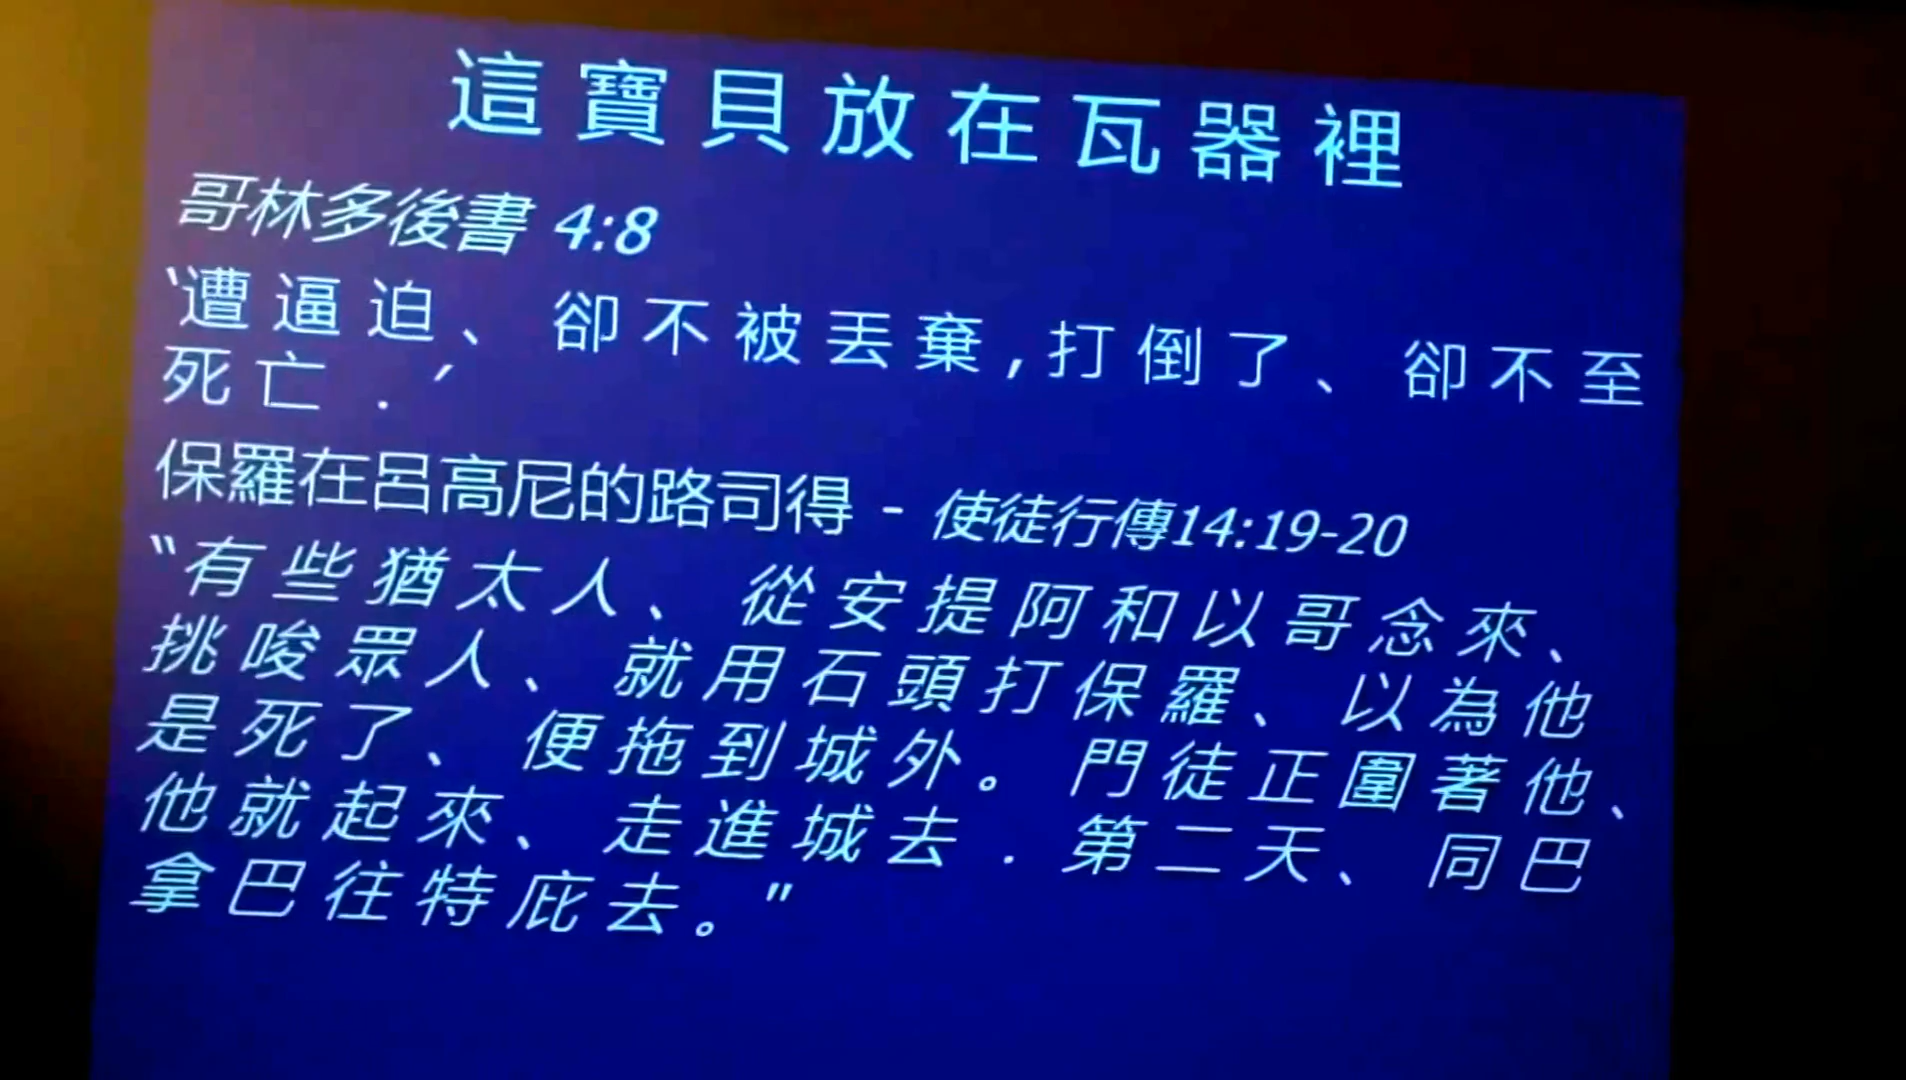 這寶貝放在瓦器裡
哥林多後書 4:8
‘遭逼迫、卻不被丟棄,打倒了、卻不至
死亡．’
保羅在呂高尼的路司得 - 使徒行傳14:19-20
“有些猶太人、從安提阿和以哥念來、
挑唆眾人、就用石頭打保羅、以為他
是死了、便拖到城外。門徒正圍著他、
他就起來、走進城去．第二天、同巴
拿巴往特庇去。”